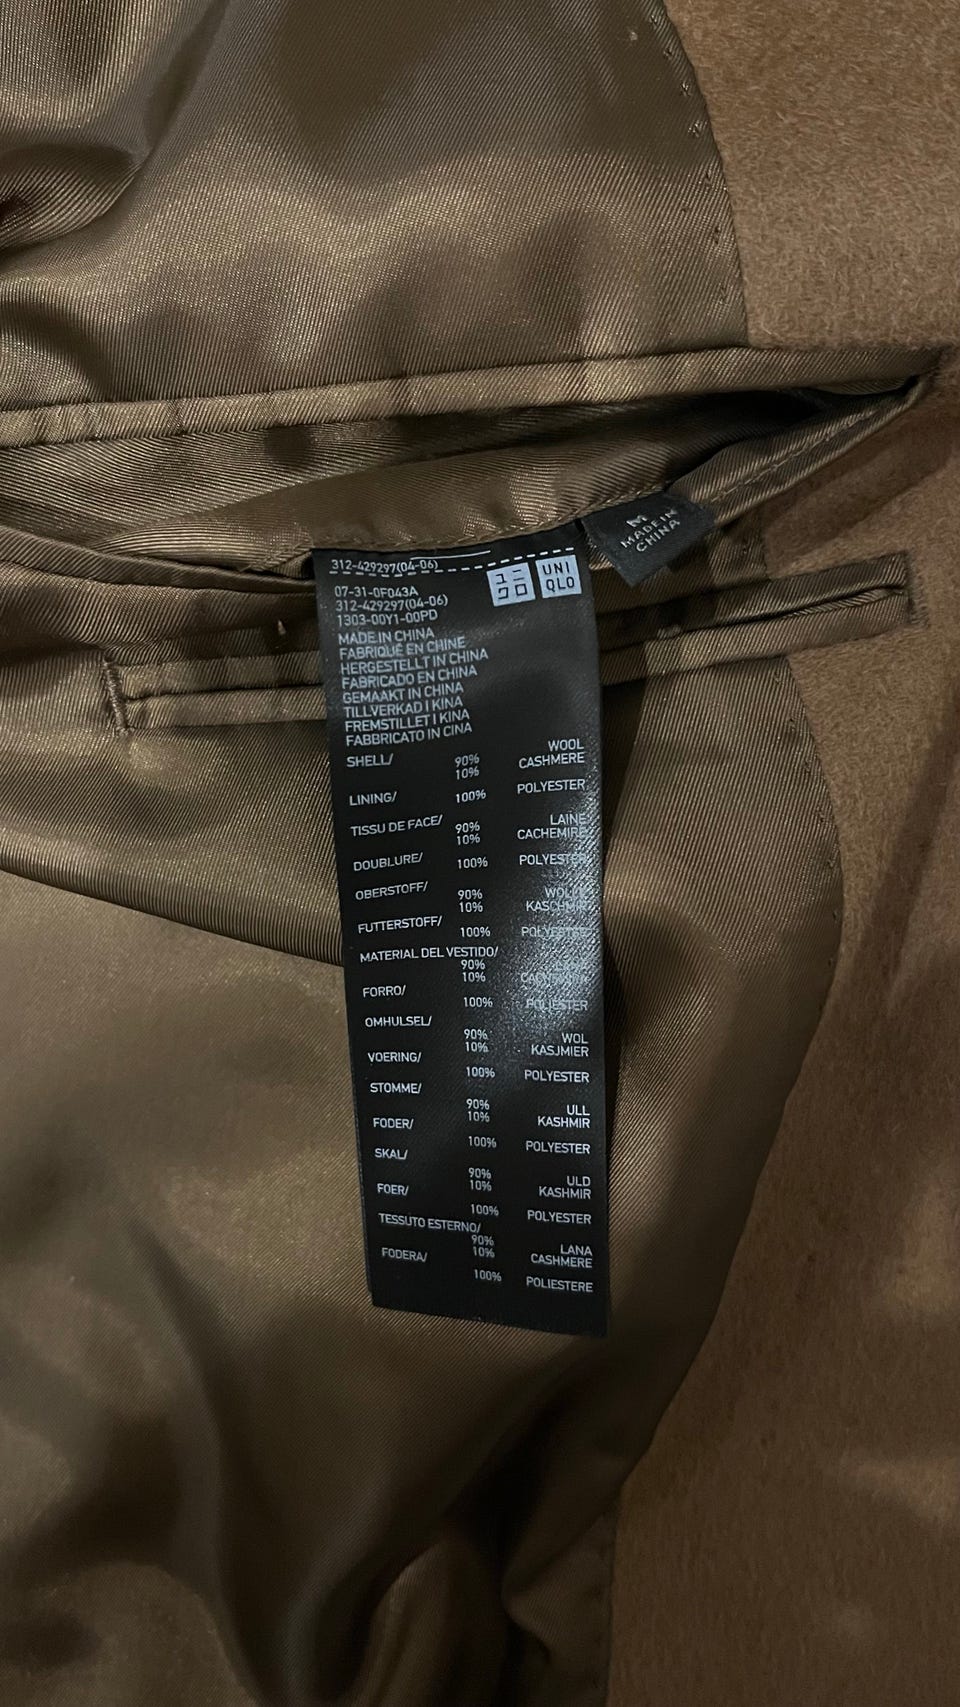 312-429297(04-06)
ユニ
クロ
UNI
QLO
M
MADE IN
CHINA
07-31-0F043A
312-429297(04-06)
1303-00Y1-00PD
MADE IN CHINA
FABRIQUÉ EN CHINE
HERGESTELLT IN CHINA
FABRICADO EN CHINA
GEMAAKT IN CHINA
TILLVERKAD I KINA
FREMSTILLET I KINA
FABBRICATO IN CINA
SHELL/ 90% WOOL
10% CASHMERE
LINING/ 100% POLYESTER
TISSU DE FACE/ 90% LAINE
10% CACHEMIRE
DOUBLURE/ 100% POLYESTER
OBERSTOFF/ 90% WOLLE
10% KASCHMIR
FUTTERSTOFF/ 100% POLYESTER
MATERIAL DEL VESTIDO/
90%
10%
FORRO/
100% POLIESTER
OMHULSEL/
90% WOL
10% KASJMIER
VOERING/
100% POLYESTER
STOMME/
90% ULL
10% KASHMIR
FODER/
100% POLYESTER
SKAL/
90% ULD
10% KASHMIR
FOER/
100% POLYESTER
TESSUTO ESTERNO/
90% LANA
10% CASHMERE
FODERA/
100% POLIESTERE